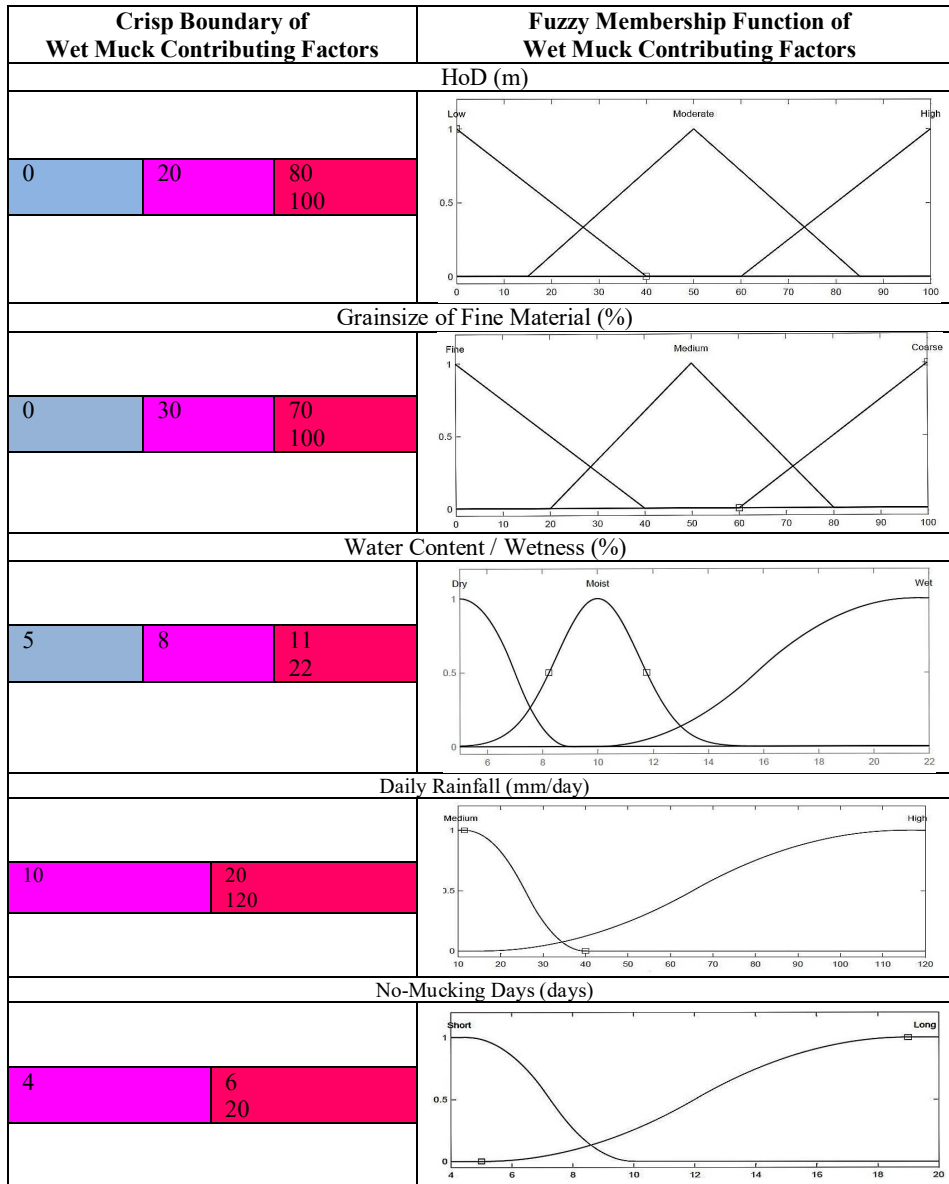 Crisp Boundary of
Wet Muck Contributing Factors
Fuzzy Membership Function of
Wet Muck Contributing Factors
HoD (m)
0
20
80
100
Low
Moderate
High
1
0.5
0
0 10 20 30 40 50 60 70 80 90 100
Grainsize of Fine Material (%)
0
30
70
100
Fine
Medium
Coarse
1
0.5
0
0 10 20 30 40 50 60 70 80 90 100
Water Content / Wetness (%)
5
8
11
22
Dry
Moist
Wet
1
0.5
0
6 8 10 12 14 16 18 20 22
Daily Rainfall (mm/day)
10
20
120
Medium
High
1
0.5
0
10 20 30 40 50 60 70 80 90 100 110 120
No-Mucking Days (days)
4
6
20
Short
Long
1
0.5
0
4 6 8 10 12 14 16 18 20